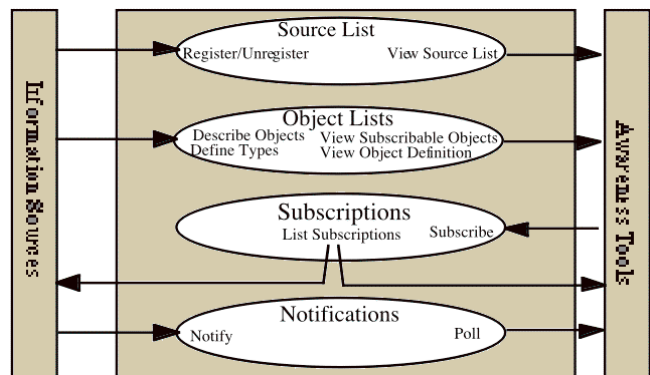 Source List
Register/Unregister View Source List
Object Lists
Describe Objects View Subscribable Objects
Define Types View Object Definition
Subscriptions
List Subscriptions Subscribe
Notifications
Notify Poll
Information Sources
Awareness Tools